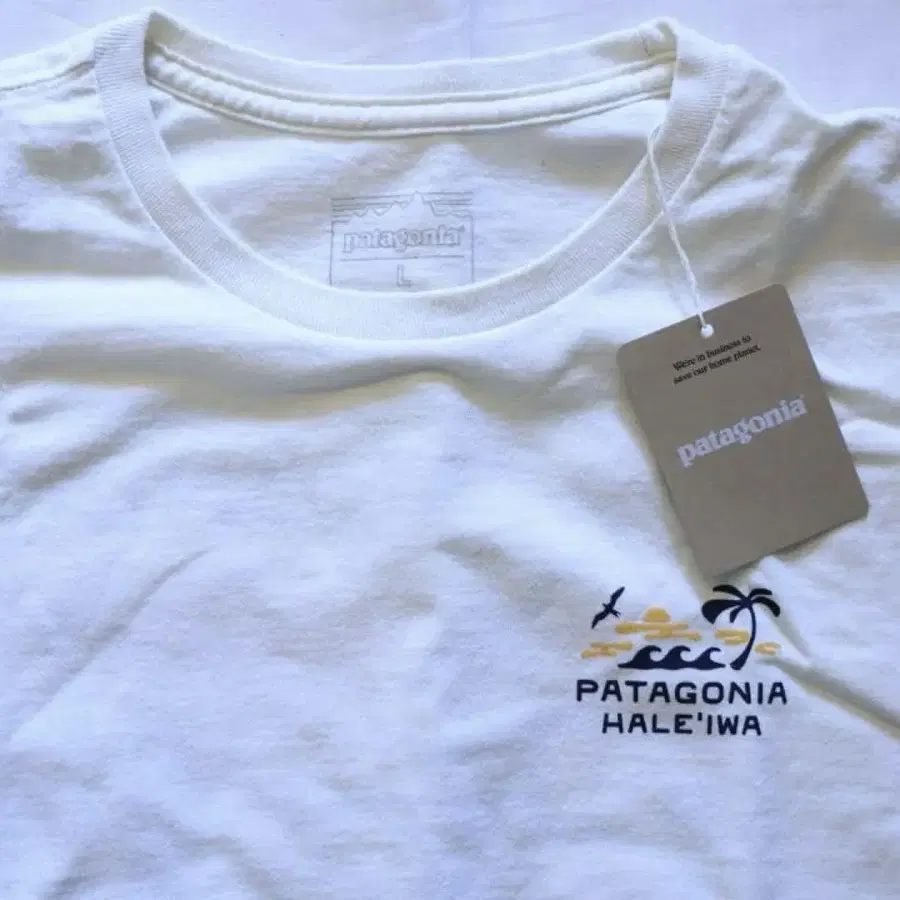 patagonia®
L
We're in business to
save our home planet.
patagonia®
PATAGONIA
HALE'IWA